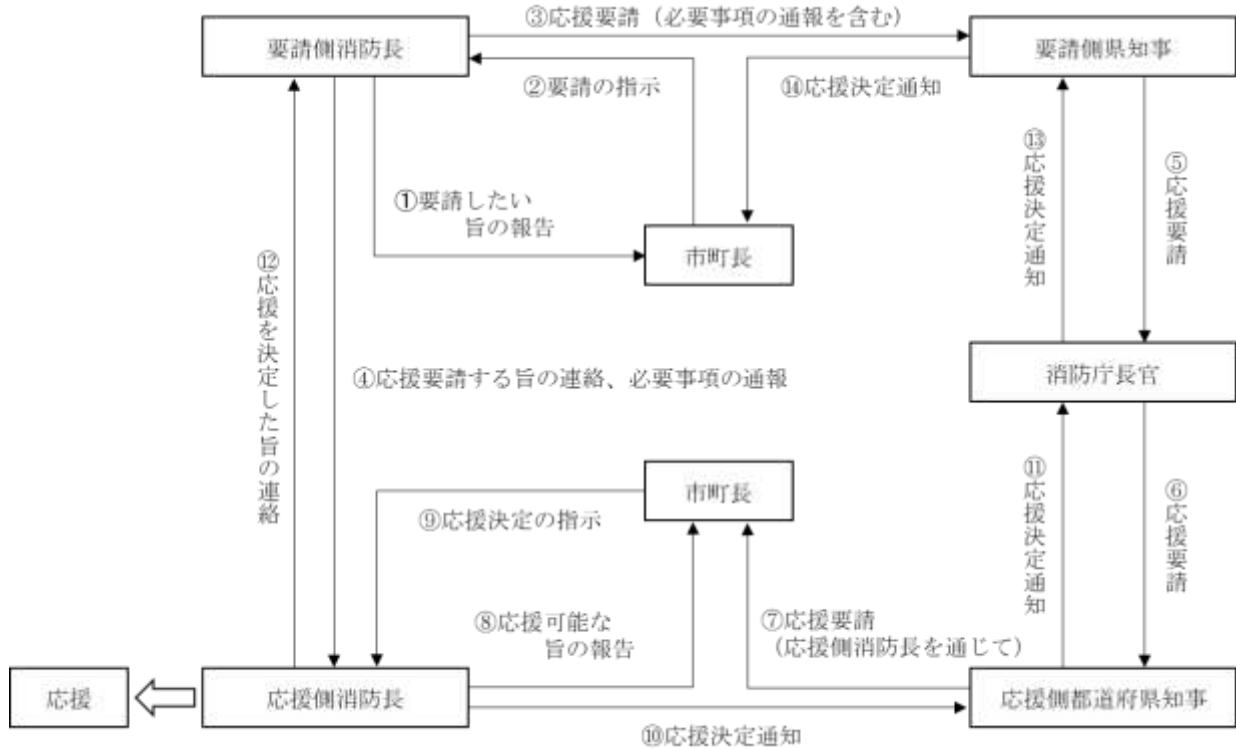 ③応援要請（必要事項の通報を含む）
要請側消防長
要請側県知事
②要請の指示
⑭応援決定通知
①要請したい
旨の報告
市町長
⑬応援決定通知
⑤応援要請
⑫応援を決定した旨の連絡
④応援要請する旨の連絡、必要事項の通報
消防庁長官
市町長
⑨応援決定の指示
⑪応援決定通知
⑥応援要請
⑧応援可能な
旨の報告
⑦応援要請
（応援側消防長を通じて）
応援
応援側消防長
応援側都道府県知事
⑩応援決定通知